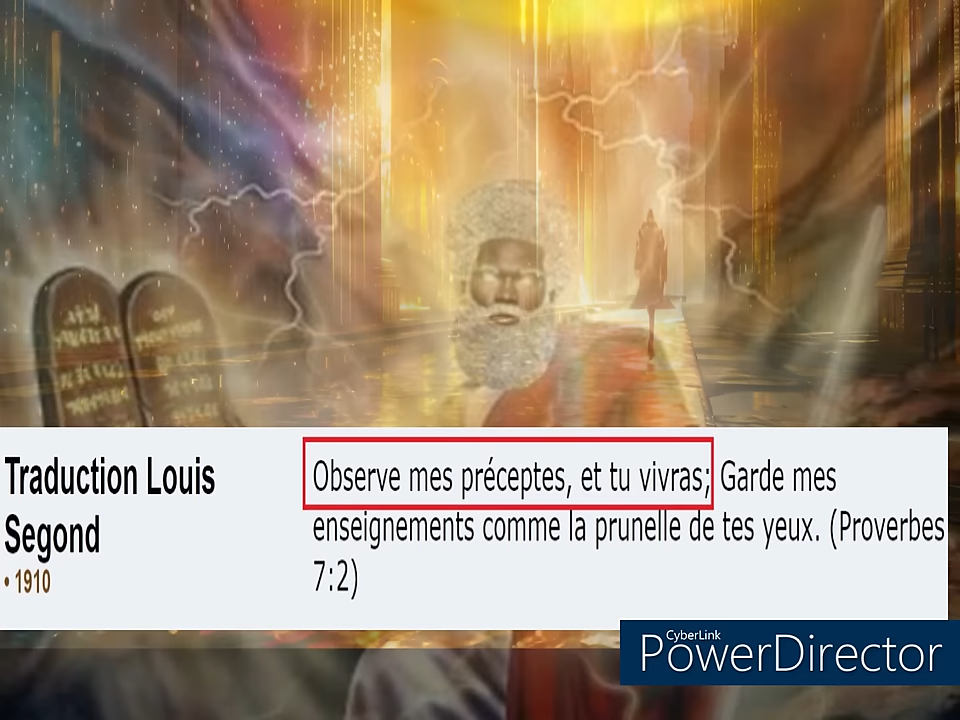 Traduction Louis
Segond
• 1910
Observe mes préceptes, et tu vivras; Garde mes
enseignements comme la prunelle de tes yeux. (Proverbes
7:2)
CyberLink
PowerDirector